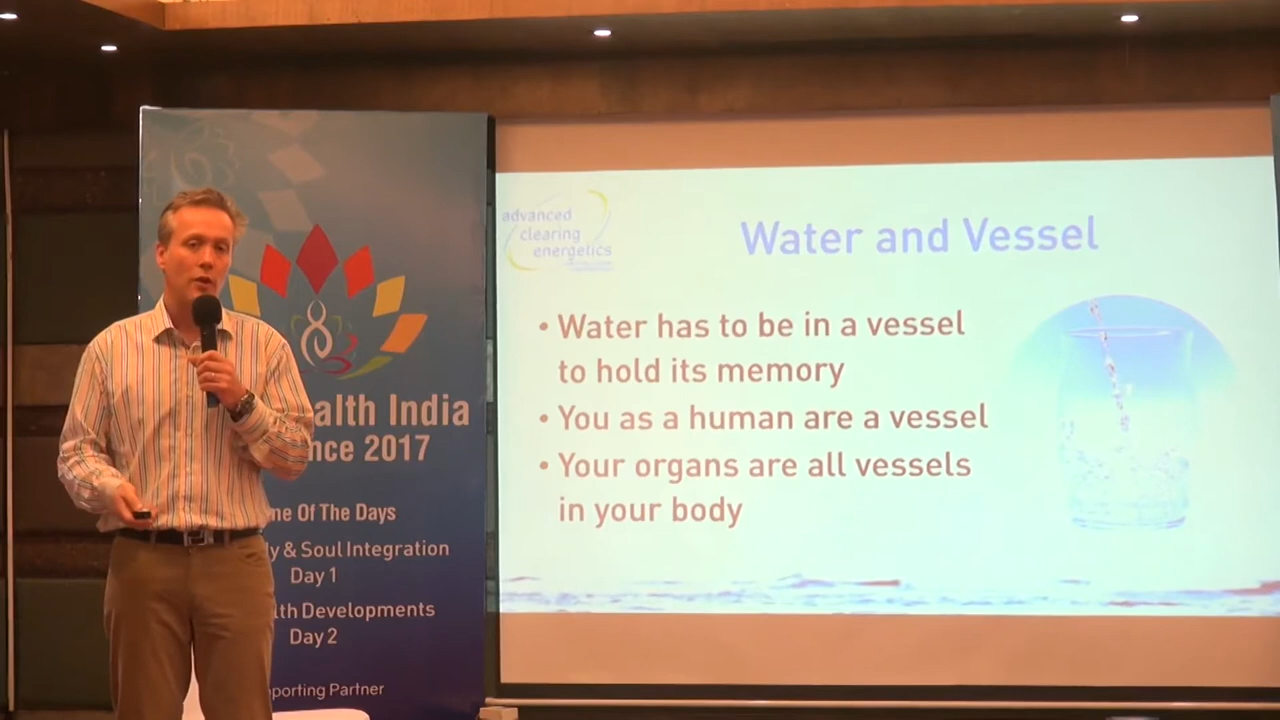 alth India
nce 2017
ne Of The Days
y & Soul Integration
Day 1
lth Developments
Day 2
porting Partner
advanced
clearing
energetics
Water and Vessel
• Water has to be in a vessel
to hold its memory
• You as a human are a vessel
• Your organs are all vessels
in your body